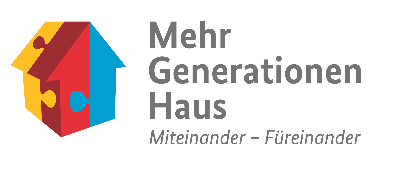 Mehr
Generationen
Haus
Miteinander – Füreinander